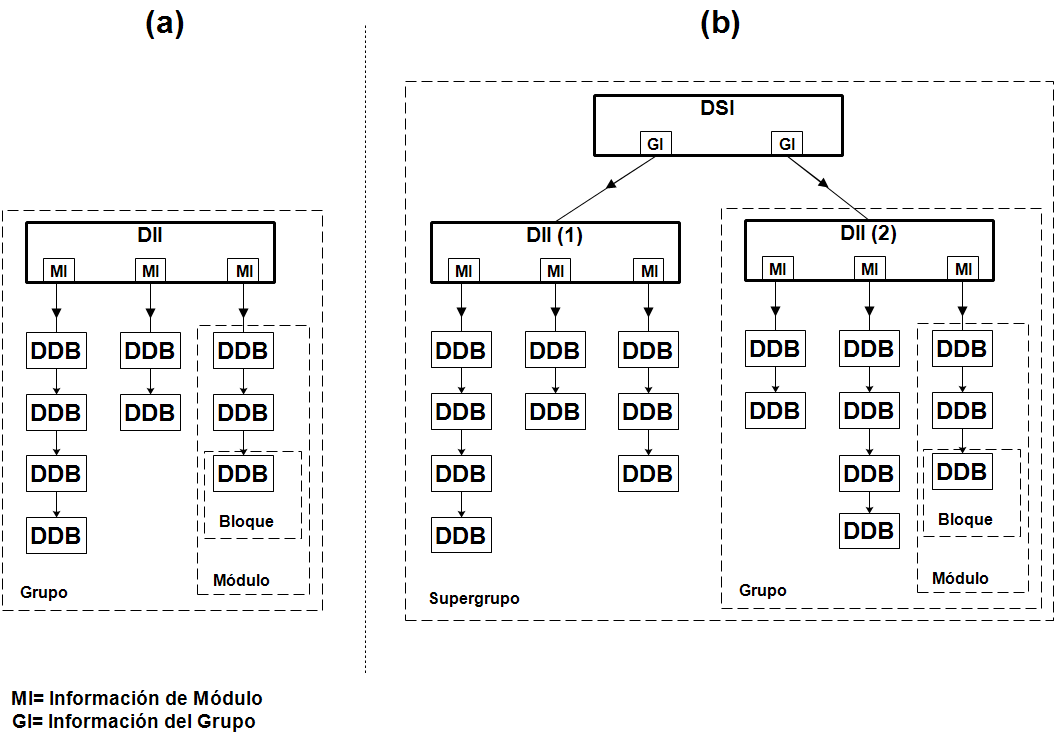 (a)
DII
MI MI MI
DDB DDB DDB
DDB DDB DDB
DDB DDB
Bloque
DDB
Módulo
Grupo
(b)
DSI
GI GI
DII (1)
MI MI MI
DDB DDB DDB
DDB DDB DDB
DDB DDB
DDB
Supergrupo
DII (2)
MI MI MI
DDB DDB DDB
DDB DDB DDB
DDB DDB
Bloque
DDB
Módulo
Grupo
MI= Información de Módulo
GI= Información del Grupo